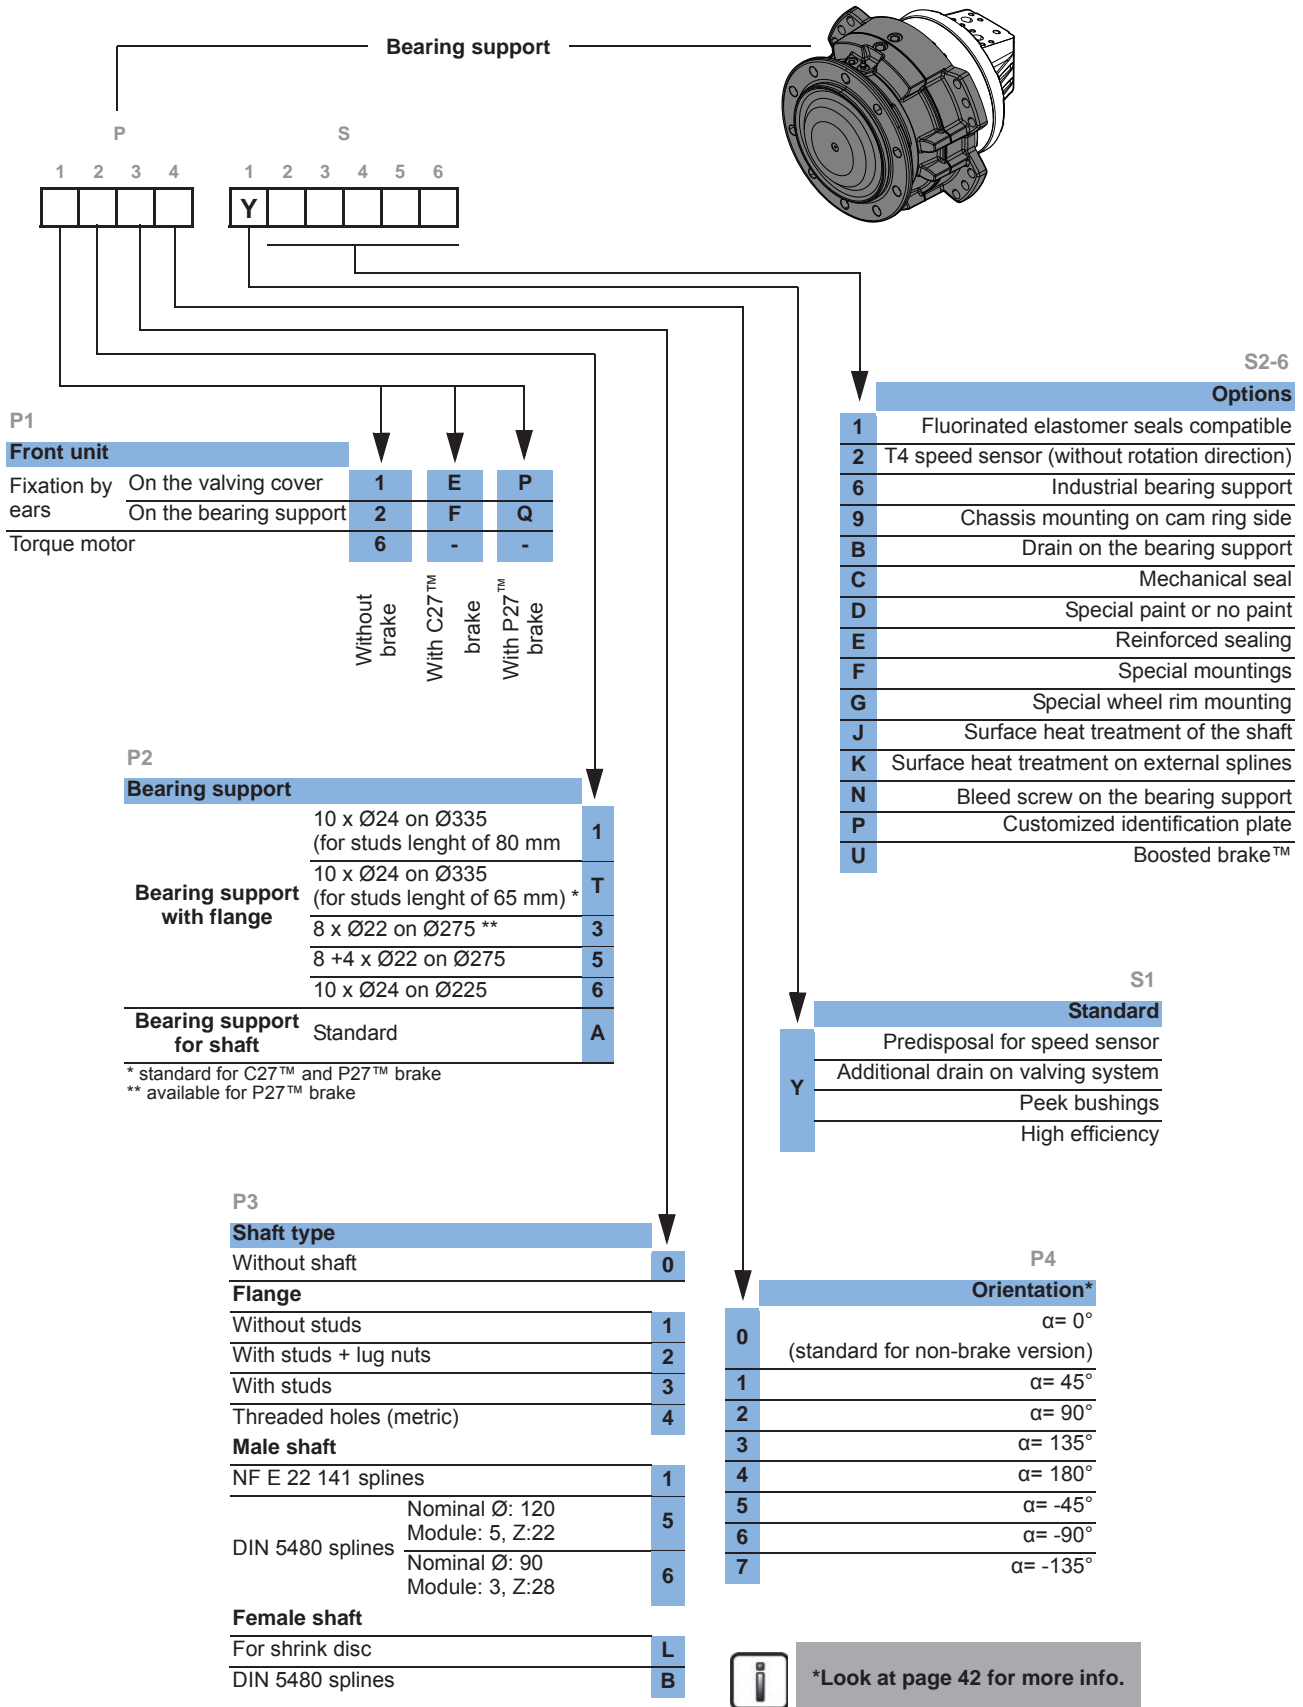 Bearing support
P S
1 2 3 4 1 2 3 4 5 6
Y
S2-6
Options
1 Fluorinated elastomer seals compatible
2 T4 speed sensor (without rotation direction)
6 Industrial bearing support
9 Chassis mounting on cam ring side
B Drain on the bearing support
C Mechanical seal
D Special paint or no paint
E Reinforced sealing
F Special mountings
G Special wheel rim mounting
J Surface heat treatment of the shaft
K Surface heat treatment on external splines
N Bleed screw on the bearing support
P Customized identification plate
U Boosted brake™
P1
Front unit
Fixation by ears
On the valving cover 1 E P
On the bearing support 2 F Q
Torque motor 6 - -
Without brake
With C27™ brake
With P27™ brake
P2
Bearing support
Bearing support with flange
10 x Ø24 on Ø335
(for studs lenght of 80 mm 1
10 x Ø24 on Ø335
(for studs lenght of 65 mm) * T
8 x Ø22 on Ø275 ** 3
8 +4 x Ø22 on Ø275 5
10 x Ø24 on Ø225 6
Bearing support for shaft
Standard A
* standard for C27™ and P27™ brake
** available for P27™ brake
S1
Standard
Y
Predisposal for speed sensor
Additional drain on valving system
Peek bushings
High efficiency
P3
Shaft type
Without shaft 0
Flange
Without studs 1
With studs + lug nuts 2
With studs 3
Threaded holes (metric) 4
Male shaft
NF E 22 141 splines 1
DIN 5480 splines
Nominal Ø: 120
Module: 5, Z:22 5
Nominal Ø: 90
Module: 3, Z:28 6
Female shaft
For shrink disc L
DIN 5480 splines B
P4
Orientation*
0 α= 0°
(standard for non-brake version)
1 α= 45°
2 α= 90°
3 α= 135°
4 α= 180°
5 α= -45°
6 α= -90°
7 α= -135°
i
*Look at page 42 for more info.